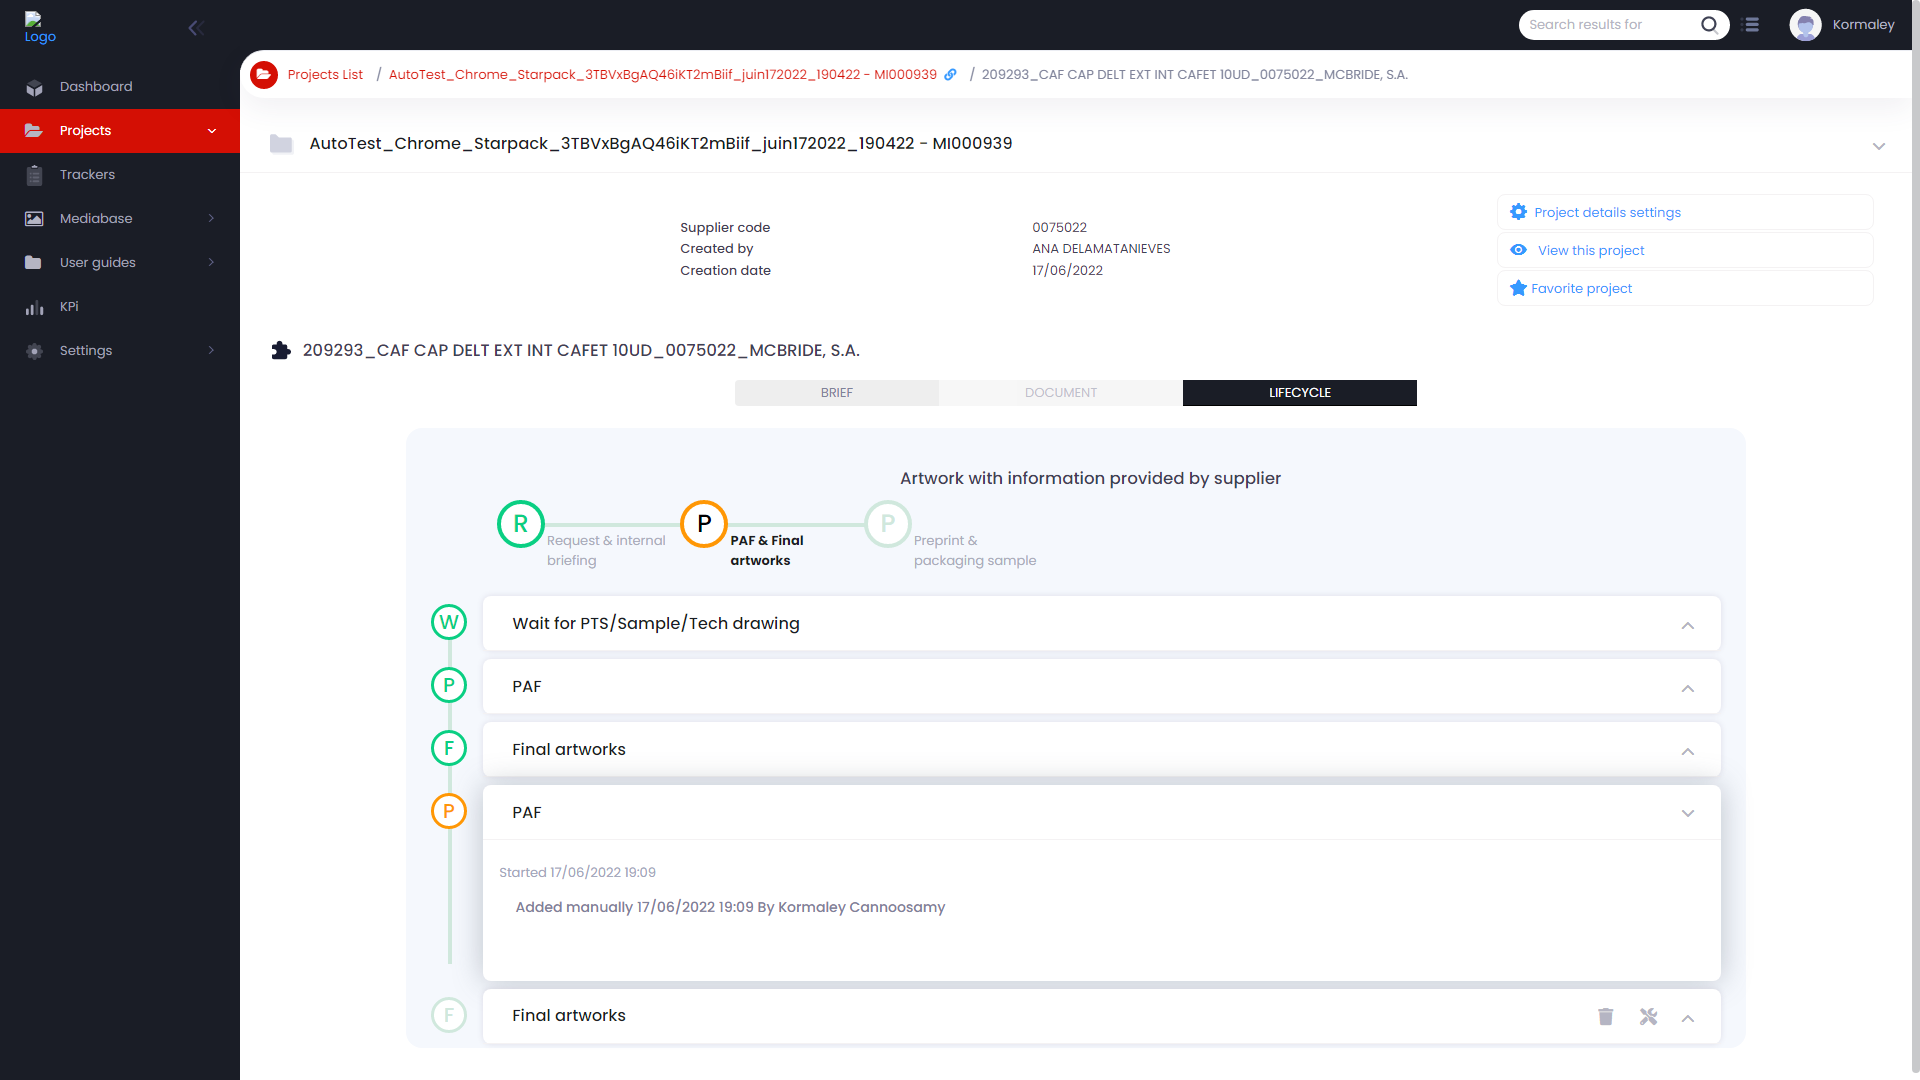 Logo
Search results for
Kormaley
Dashboard
Projects
Trackers
Mediabase
User guides
KPi
Settings
Projects List / AutoTest_Chrome_Starpack_3TBVxBgAQ46iKT2mBiif_juin172022_190422 - MI000939 / 209293_CAF CAP DELT EXT INT CAFET 10UD_0075022_MCBRIDE, S.A.
AutoTest_Chrome_Starpack_3TBVxBgAQ46iKT2mBiif_juin172022_190422 - MI000939
Supplier code 0075022
Created by ANA DELAMATANIEVES
Creation date 17/06/2022
Project details settings
View this project
Favorite project
209293_CAF CAP DELT EXT INT CAFET 10UD_0075022_MCBRIDE, S.A.
BRIEF DOCUMENT LIFECYCLE
Artwork with information provided by supplier
R P P
Request & internal
briefing
PAF & Final
artworks
Preprint &
packaging sample
W Wait for PTS/Sample/Tech drawing
P PAF
F Final artworks
P PAF
Started 17/06/2022 19:09
Added manually 17/06/2022 19:09 By Kormaley Cannoosamy
F Final artworks